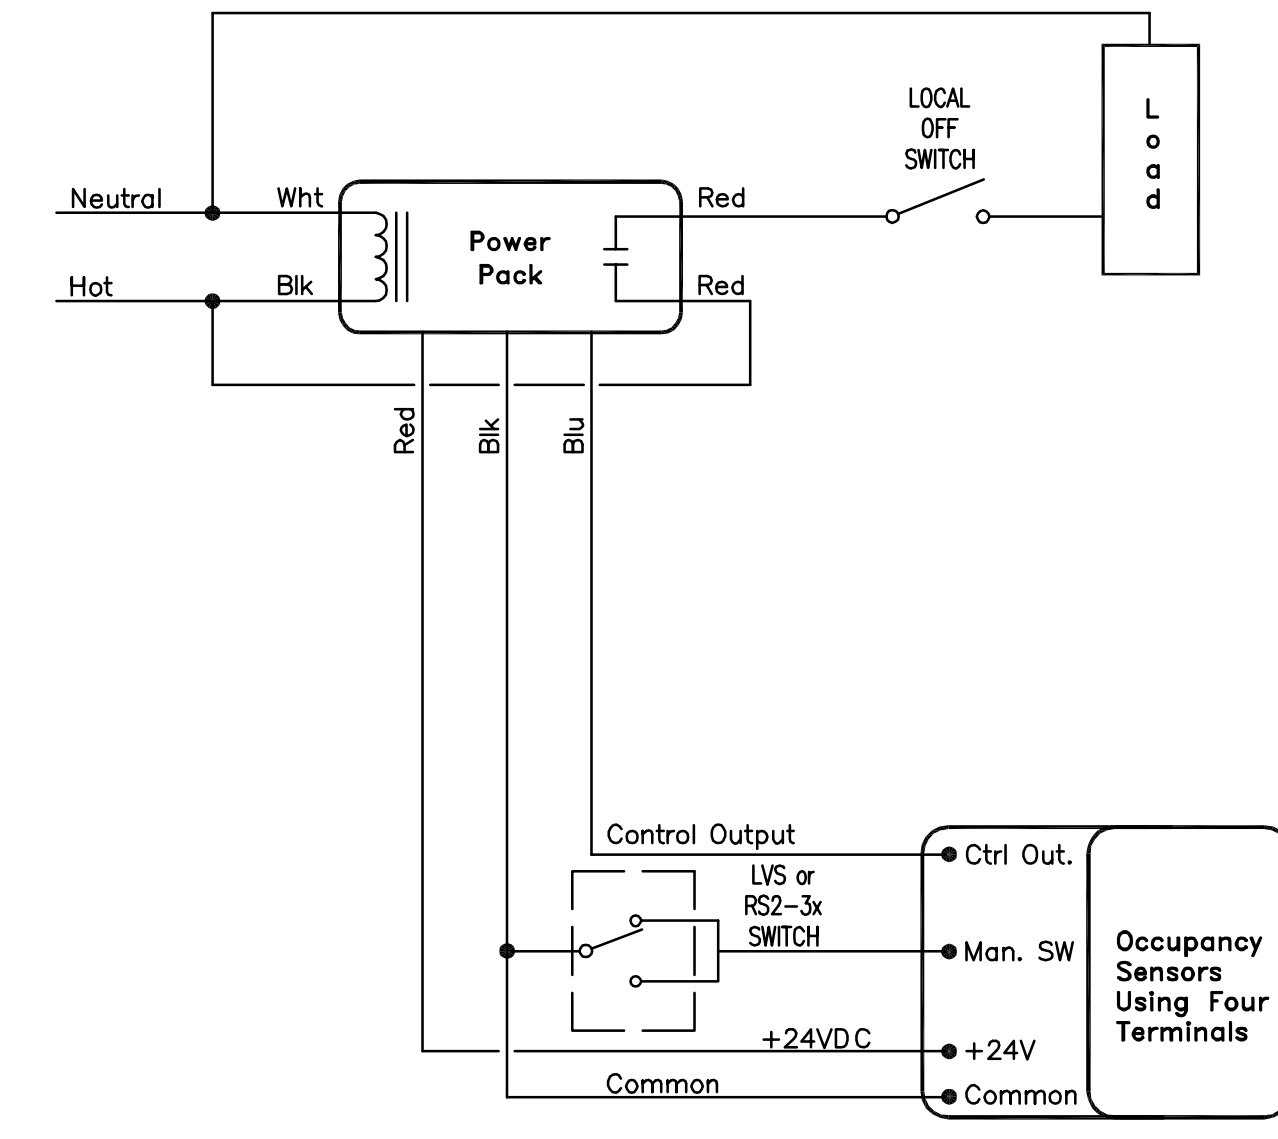 LOCAL
OFF
SWITCH
Load
Neutral
Wht
Red
Power
Pack
Hot
Blk
Red
Red
Blk
Blu
Control Output
Ctrl Out.
LVS or
RS2-3x
SWITCH
Man. SW
Occupancy
Sensors
Using Four
Terminals
+24VDC
+24V
Common
Common